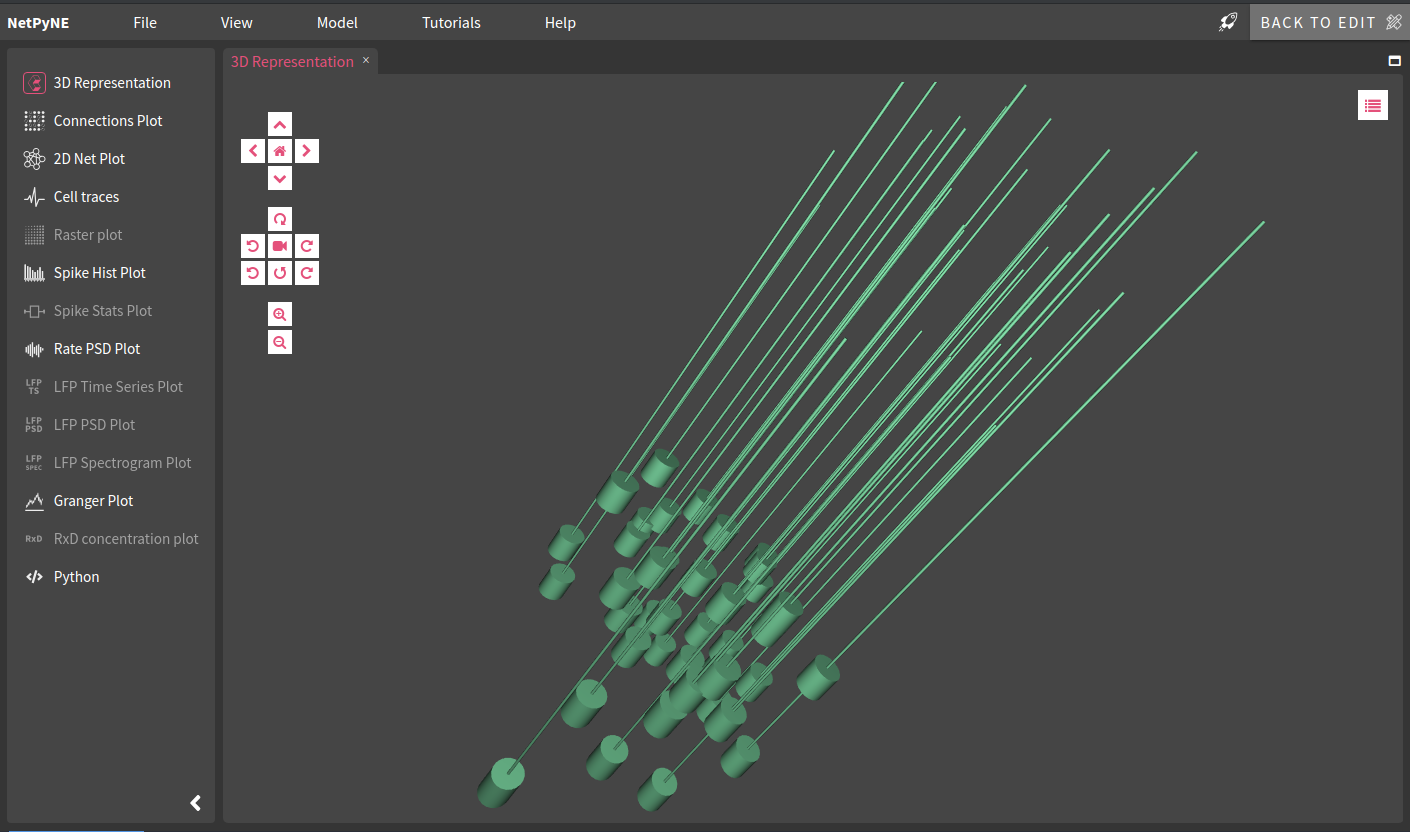 NetPyNE File View Model Tutorials Help BACK TO EDIT
3D Representation
3D Representation ×
Connections Plot
2D Net Plot
Cell traces
Raster plot
Spike Hist Plot
Spike Stats Plot
Rate PSD Plot
LFP TS LFP Time Series Plot
LFP PSD LFP PSD Plot
LFP SPEC LFP Spectrogram Plot
Granger Plot
RxD RxD concentration plot
Python